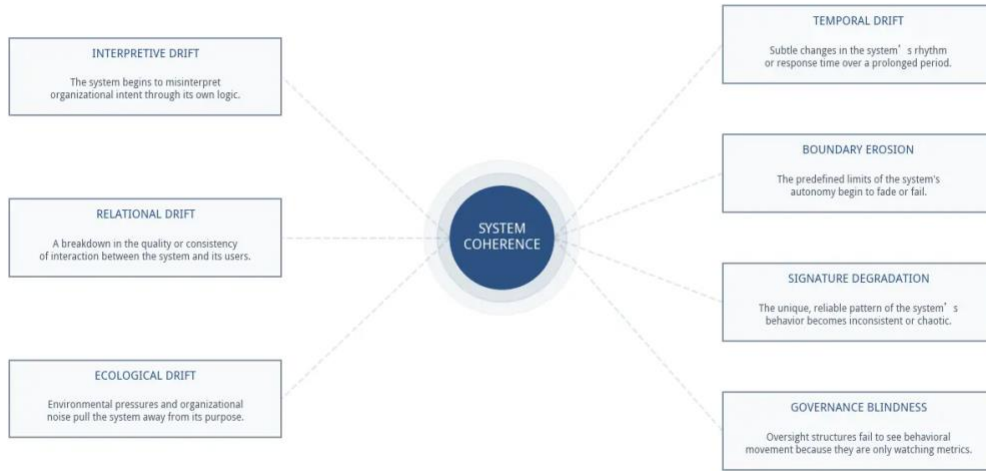 INTERPRETIVE DRIFT
The system begins to misinterpret
organizational intent through its own logic.
RELATIONAL DRIFT
A breakdown in the quality or consistency
of interaction between the system and its users.
ECOLOGICAL DRIFT
Environmental pressures and organizational
noise pull the system away from its purpose.
SYSTEM
COHERENCE
TEMPORAL DRIFT
Subtle changes in the system’ s rhythm
or response time over a prolonged period.
BOUNDARY EROSION
The predefined limits of the system's
autonomy begin to fade or fail.
SIGNATURE DEGRADATION
The unique, reliable pattern of the system’ s
behavior becomes inconsistent or chaotic.
GOVERNANCE BLINDNESS
Oversight structures fail to see behavioral
movement because they are only watching metrics.